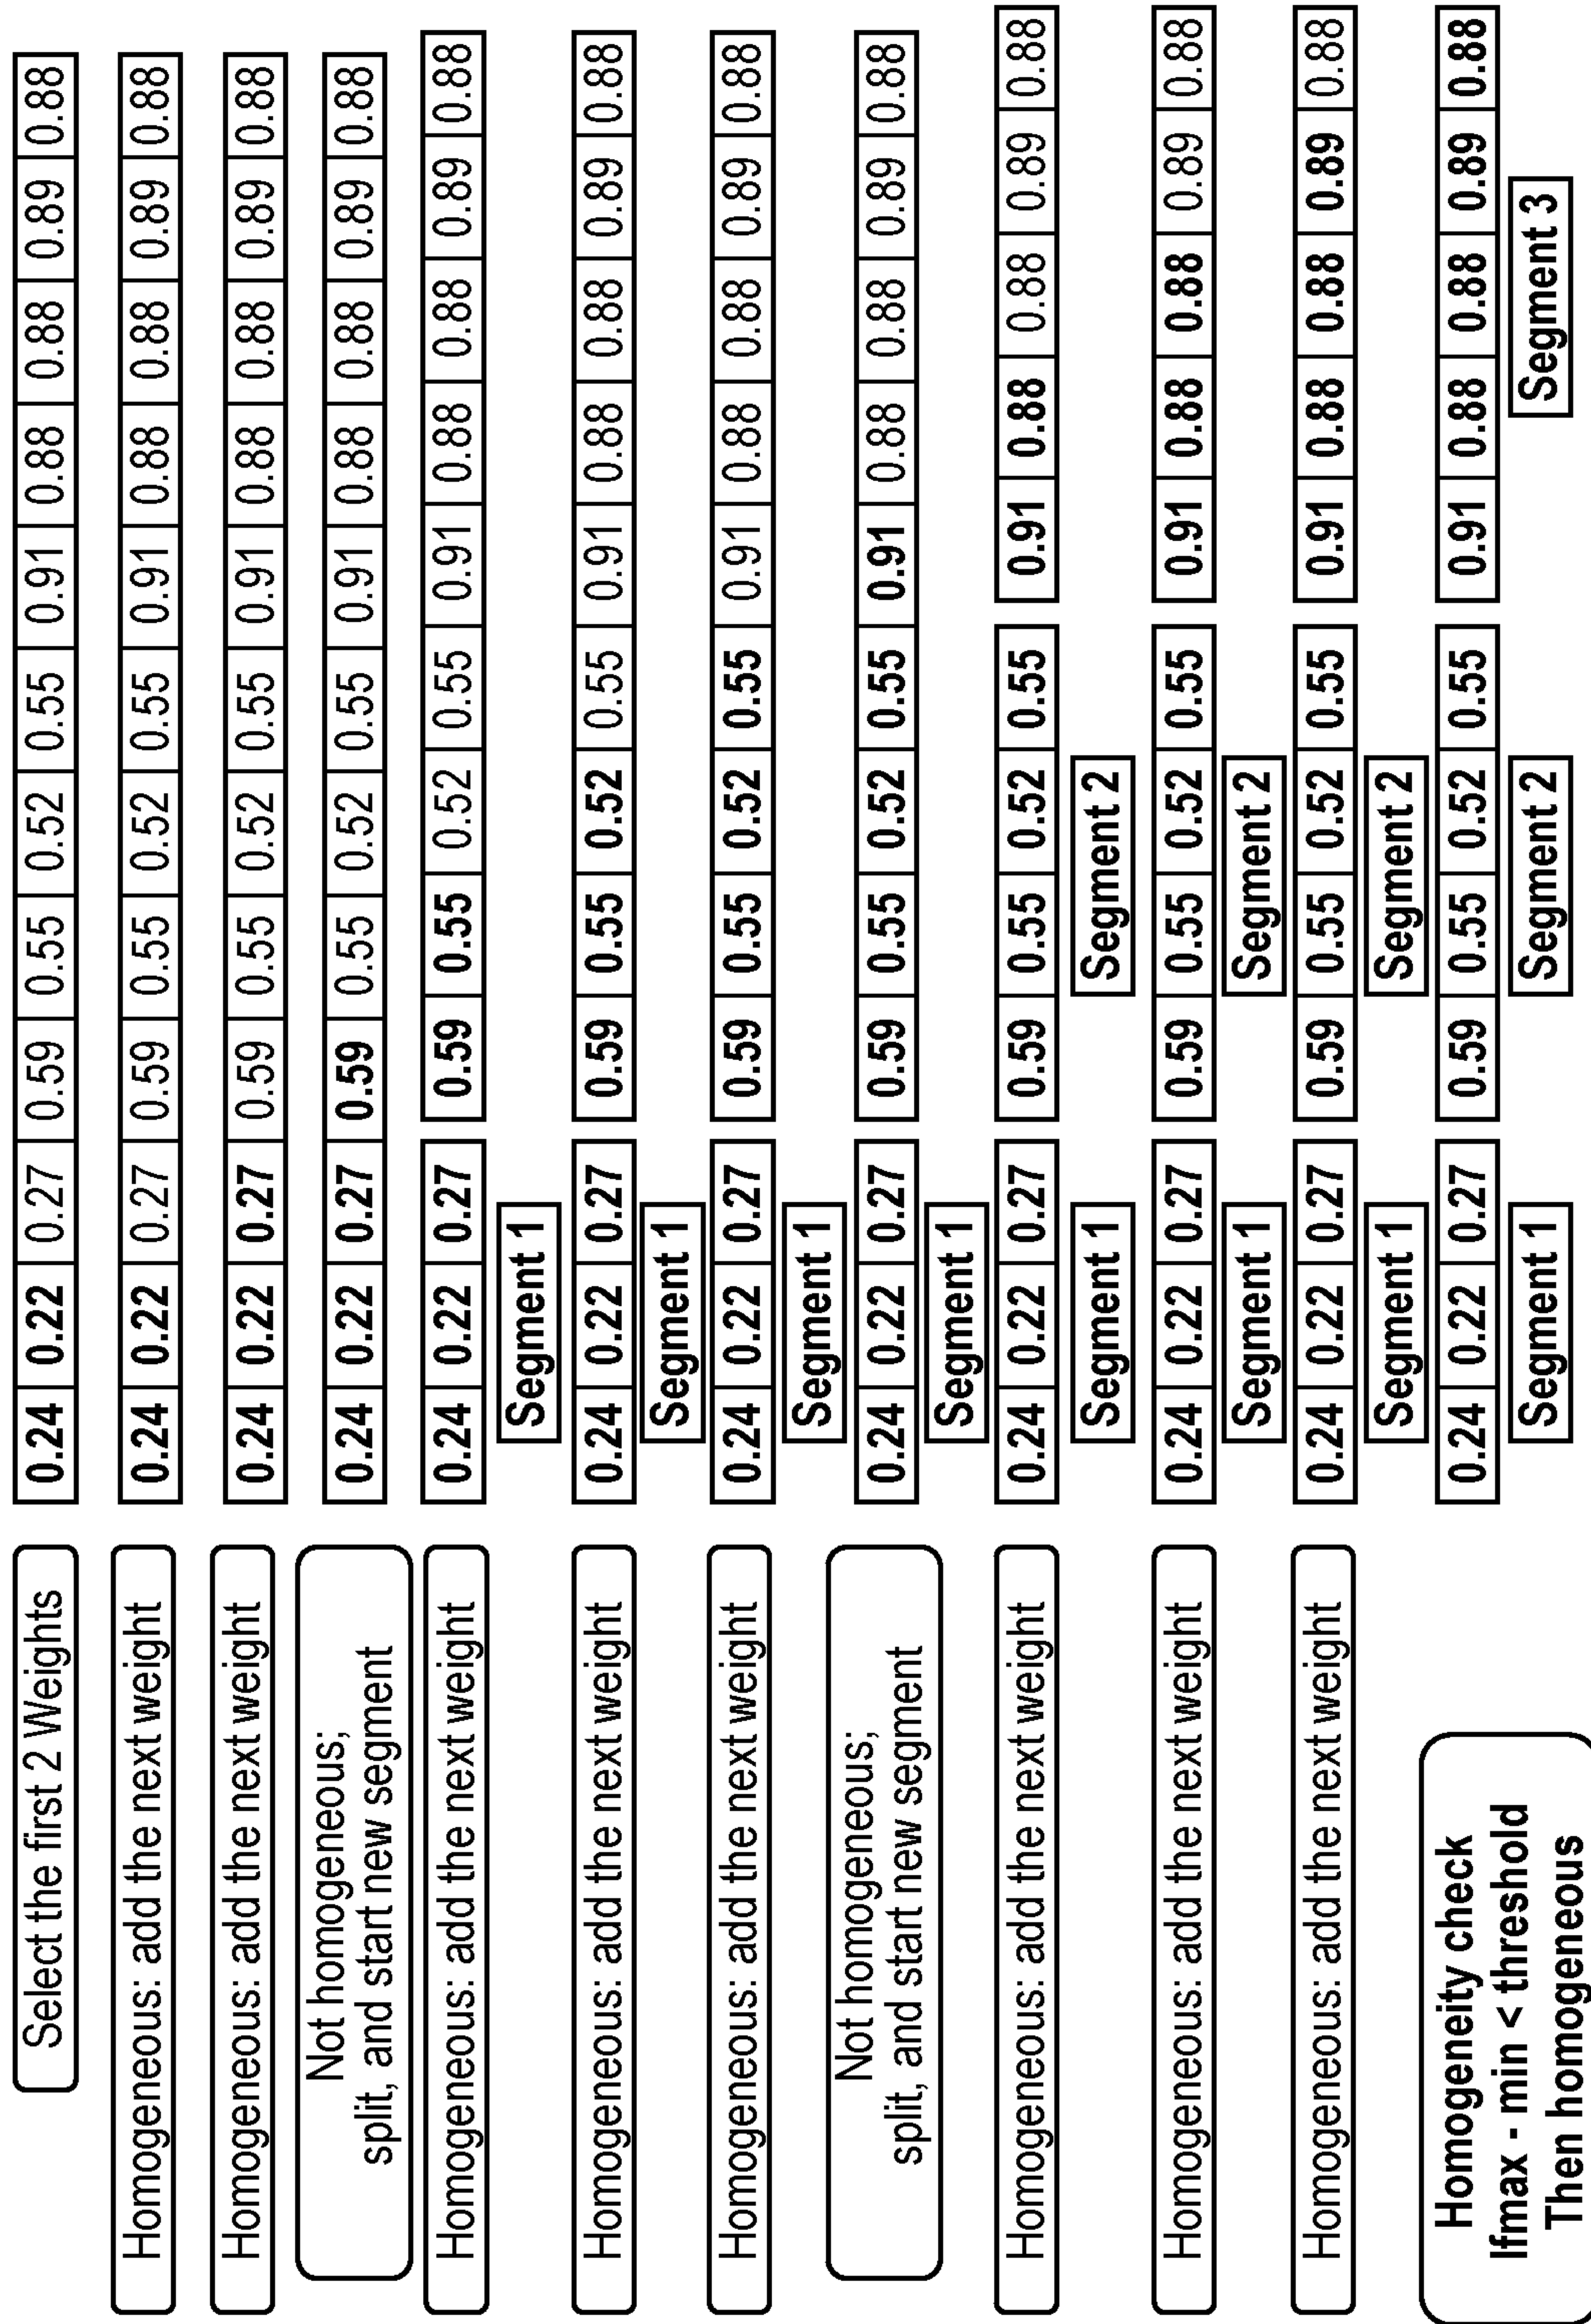 Select the first 2 Weights
0.24 0.22 0.27 0.59 0.55 0.52 0.55 0.91 0.88 0.88 0.89 0.88
Homogeneous: add the next weight
0.24 0.22 0.27 0.59 0.55 0.52 0.55 0.91 0.88 0.88 0.89 0.88
Homogeneous: add the next weight
0.24 0.22 0.27 0.59 0.55 0.52 0.55 0.91 0.88 0.88 0.89 0.88
Not homogeneous;
split, and start new segment
0.24 0.22 0.27 0.59 0.55 0.52 0.55 0.91 0.88 0.88 0.89 0.88
Homogeneous: add the next weight
0.24 0.22 0.27 0.59 0.55 0.52 0.55 0.91 0.88 0.88 0.89 0.88
Segment 1
Homogeneous: add the next weight
0.24 0.22 0.27 0.59 0.55 0.52 0.55 0.91 0.88 0.88 0.89 0.88
Segment 1
Homogeneous: add the next weight
0.24 0.22 0.27 0.59 0.55 0.52 0.55 0.91 0.88 0.88 0.89 0.88
Segment 1
Not homogeneous;
split, and start new segment
0.24 0.22 0.27 0.59 0.55 0.52 0.55 0.91 0.88 0.88 0.89 0.88
Segment 1
Homogeneous: add the next weight
0.24 0.22 0.27 0.59 0.55 0.52 0.55 0.91 0.88 0.88 0.89 0.88
Segment 1 Segment 2
Homogeneous: add the next weight
0.24 0.22 0.27 0.59 0.55 0.52 0.55 0.91 0.88 0.88 0.89 0.88
Segment 1 Segment 2
Homogeneous: add the next weight
0.24 0.22 0.27 0.59 0.55 0.52 0.55 0.91 0.88 0.88 0.89 0.88
Segment 1 Segment 2
0.24 0.22 0.27 0.59 0.55 0.52 0.55 0.91 0.88 0.88 0.89 0.88
Segment 1 Segment 2 Segment 3
Homogeneity check
Ifmax - min < threshold
Then homogeneous